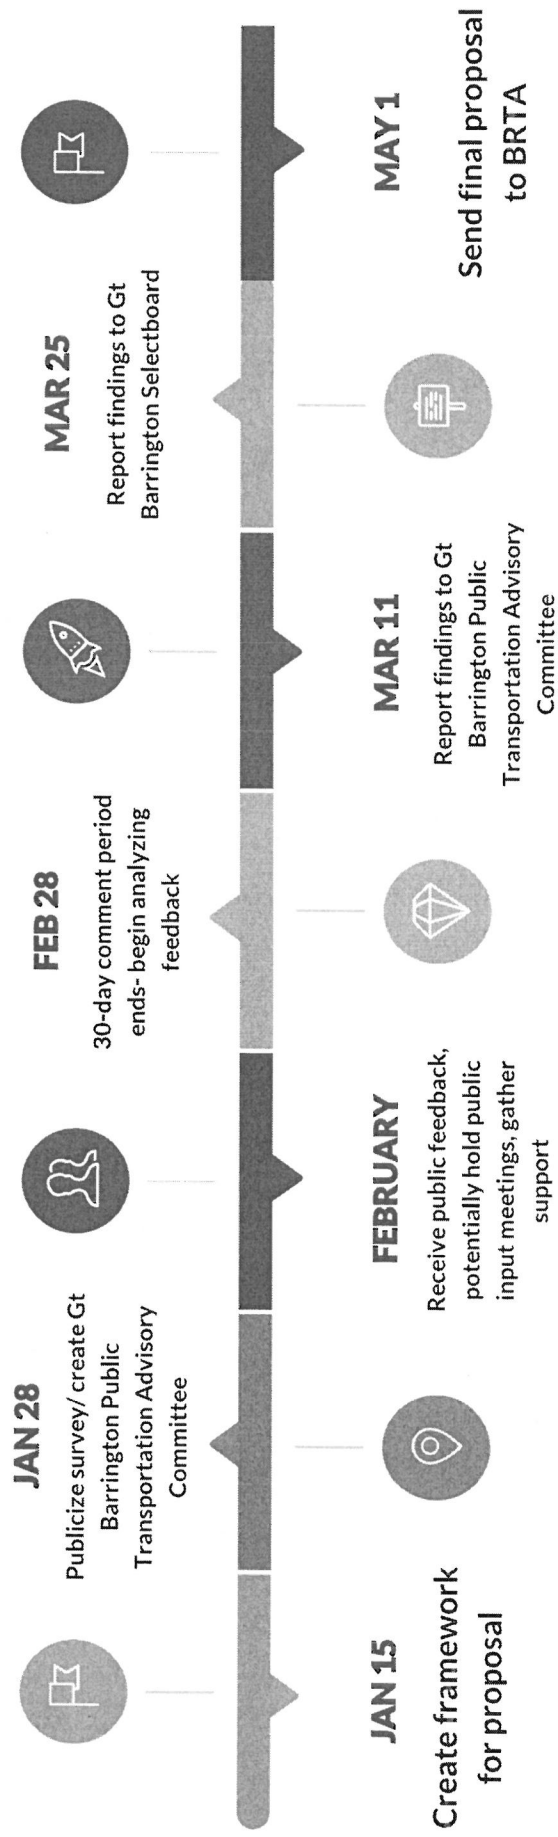 JAN 15
Create framework
for proposal
JAN 28
Publicize survey/ create Gt
Barrington Public
Transportation Advisory
Committee
FEBRUARY
Receive public feedback,
potentially hold public
input meetings, gather
support
FEB 28
30-day comment period
ends- begin analyzing
feedback
MAR 11
Report findings to Gt
Barrington Public
Transportation Advisory
Committee
MAR 25
Report findings to Gt
Barrington Selectboard
MAY 1
Send final proposal
to BRTA